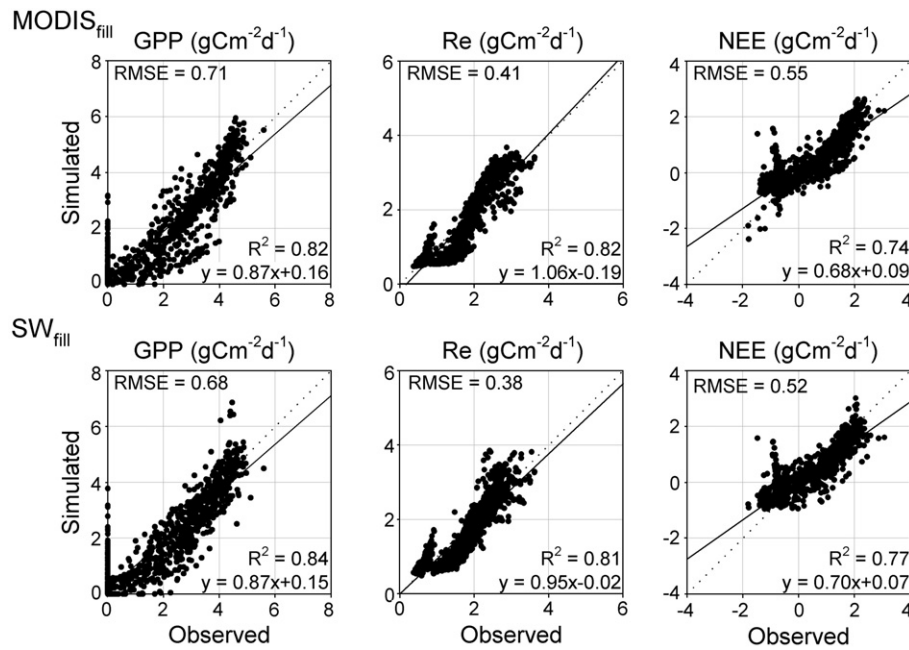 MODIS_fill
GPP (gCm⁻²d⁻¹)
RMSE = 0.71
R² = 0.82
y = 0.87x+0.16
Simulated
8
6
4
2
0
0 2 4 6 8
Re (gCm⁻²d⁻¹)
RMSE = 0.41
R² = 0.82
y = 1.06x-0.19
6
4
2
0
0 2 4 6
NEE (gCm⁻²d⁻¹)
RMSE = 0.55
R² = 0.74
y = 0.68x+0.09
4
2
0
-2
-4
-4 -2 0 2 4
SW_fill
GPP (gCm⁻²d⁻¹)
RMSE = 0.68
R² = 0.84
y = 0.87x+0.15
Simulated
8
6
4
2
0
0 2 4 6 8
Observed
Re (gCm⁻²d⁻¹)
RMSE = 0.38
R² = 0.81
y = 0.95x-0.02
6
4
2
0
0 2 4 6
Observed
NEE (gCm⁻²d⁻¹)
RMSE = 0.52
R² = 0.77
y = 0.70x+0.07
4
2
0
-2
-4
-4 -2 0 2 4
Observed